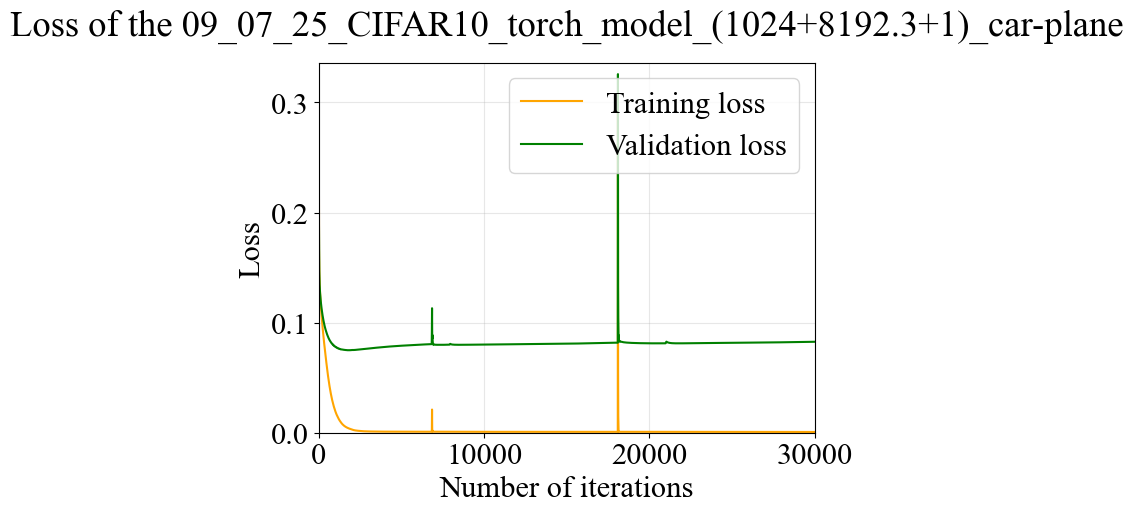 Loss of the 09_07_25_CIFAR10_torch_model_(1024+8192.3+1)_car-plane
Training loss
Validation loss
0.3
0.2
0.1
0.0
Loss
0 10000 20000 30000
Number of iterations